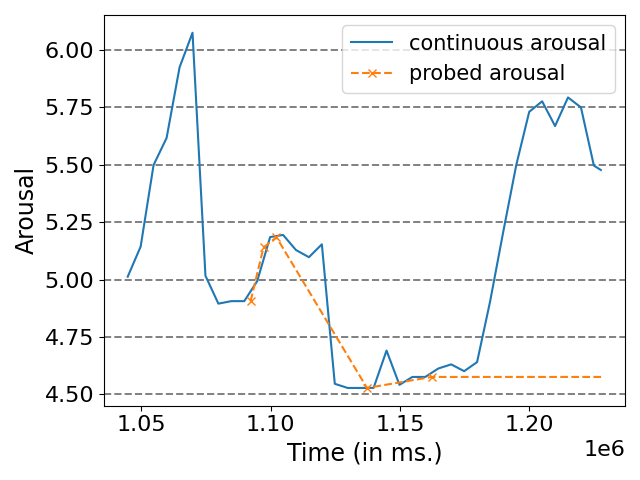 continuous arousal
probed arousal
6.00
5.75
5.50
5.25
5.00
4.75
4.50
Arousal
1.05
1.10
1.15
1.20
1e6
Time (in ms.)